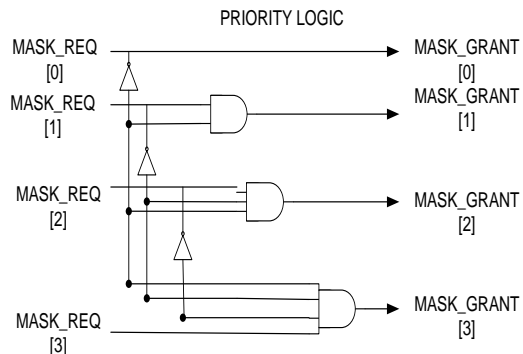 PRIORITY LOGIC
MASK_REQ
[0]
MASK_GRANT
[0]
MASK_REQ
[1]
MASK_GRANT
[1]
MASK_REQ
[2]
MASK_GRANT
[2]
MASK_REQ
[3]
MASK_GRANT
[3]